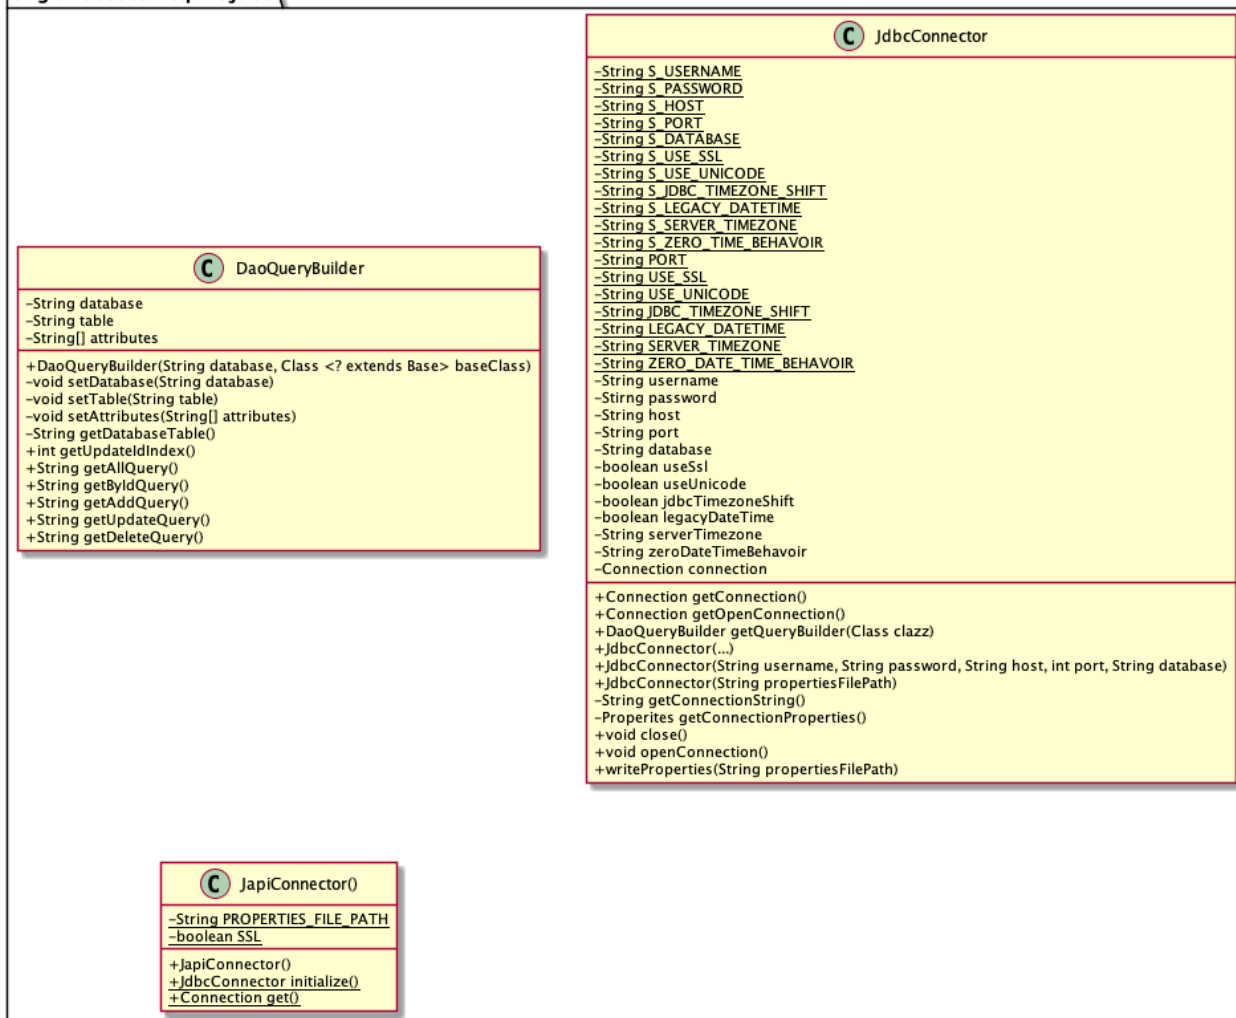 C JdbcConnector
-String S_USERNAME
-String S_PASSWORD
-String S_HOST
-String S_PORT
-String S_DATABASE
-String S_USE_SSL
-String S_USE_UNICODE
-String S_JDBC_TIMEZONE_SHIFT
-String S_LEGACY_DATETIME
-String S_SERVER_TIMEZONE
-String S_ZERO_TIME_BEHAVOIR
-String PORT
-String USE_SSL
-String USE_UNICODE
-String JDBC_TIMEZONE_SHIFT
-String LEGACY_DATETIME
-String SERVER_TIMEZONE
-String ZERO_DATE_TIME_BEHAVOIR
-String username
-Stirng password
-String host
-String port
-String database
-boolean useSsl
-boolean useUnicode
-boolean jdbcTimezoneShift
-boolean legacyDateTime
-String serverTimezone
-String zeroDateTimeBehavoir
-Connection connection
+Connection getConnection()
+Connection getOpenConnection()
+DaoQueryBuilder getQueryBuilder(Class clazz)
+JdbcConnector(...)
+JdbcConnector(String username, String password, String host, int port, String database)
+JdbcConnector(String propertiesFilePath)
-String getConnectionString()
-Properites getConnectionProperties()
+void close()
+void openConnection()
+writeProperties(String propertiesFilePath)
C DaoQueryBuilder
-String database
-String table
-String[] attributes
+DaoQueryBuilder(String database, Class <? extends Base> baseClass)
-void setDatabase(String database)
-void setTable(String table)
-void setAttributes(String[] attributes)
-String getDatabaseTable()
+int getUpdateIdIndex()
+String getAllQuery()
+String getByIdQuery()
+String getAddQuery()
+String getUpdateQuery()
+String getDeleteQuery()
C JapiConnector()
-String PROPERTIES_FILE_PATH
-boolean SSL
+JapiConnector()
+JdbcConnector initialize()
+Connection get()